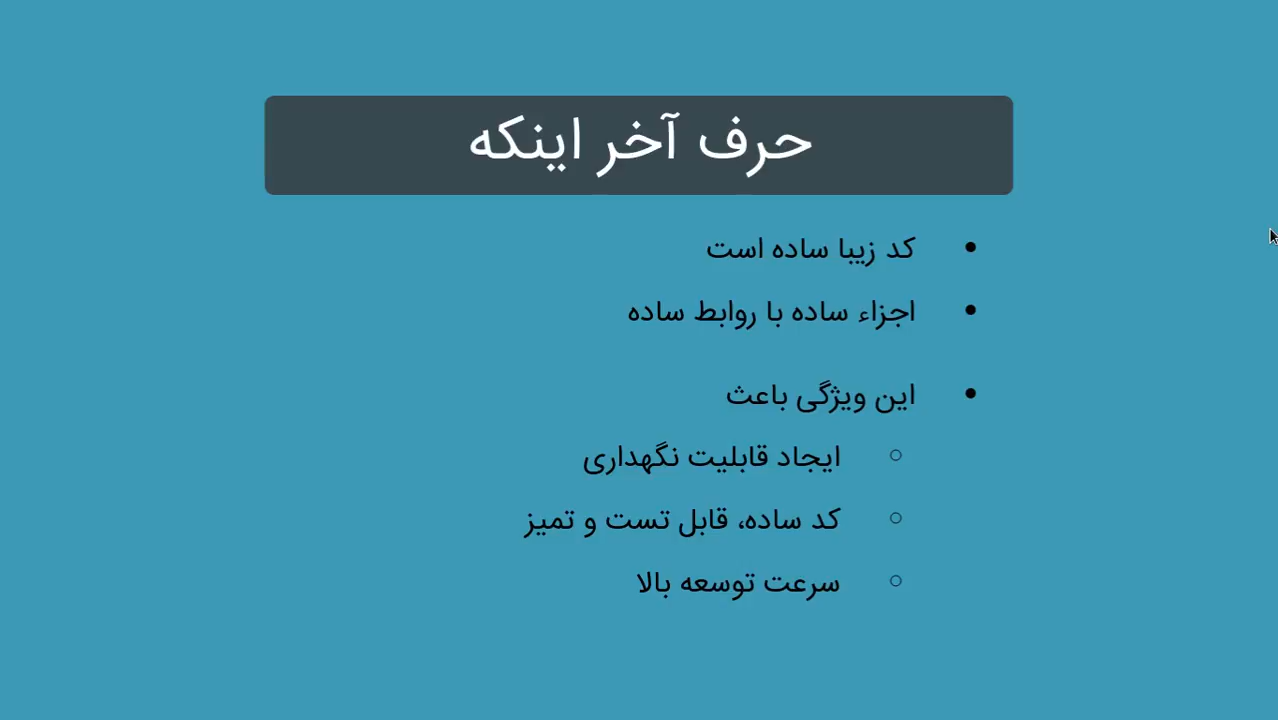 حرف آخر اینکه
کد زیبا ساده است
اجزاء ساده با روابط ساده
این ویژگی باعث
ایجاد قابلیت نگهداری
کد ساده، قابل تست و تمیز
سرعت توسعه بالا